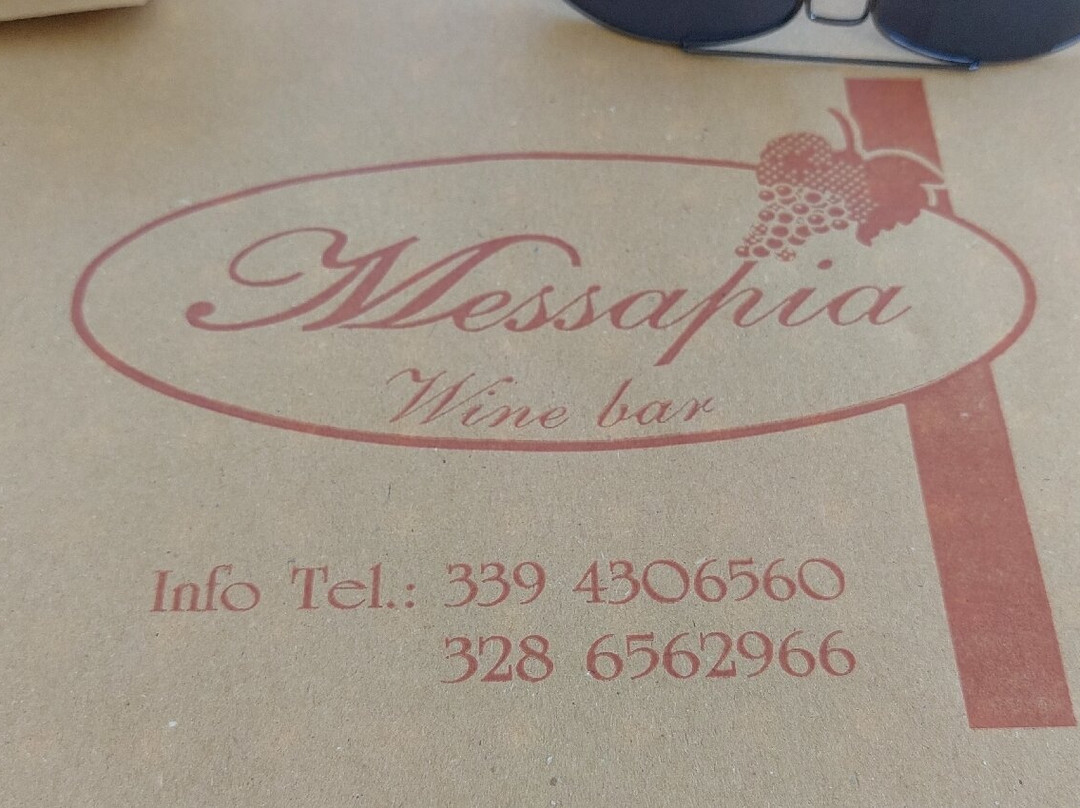 Messapia
Wine bar
Info Tel.: 339 4306560
328 6562966